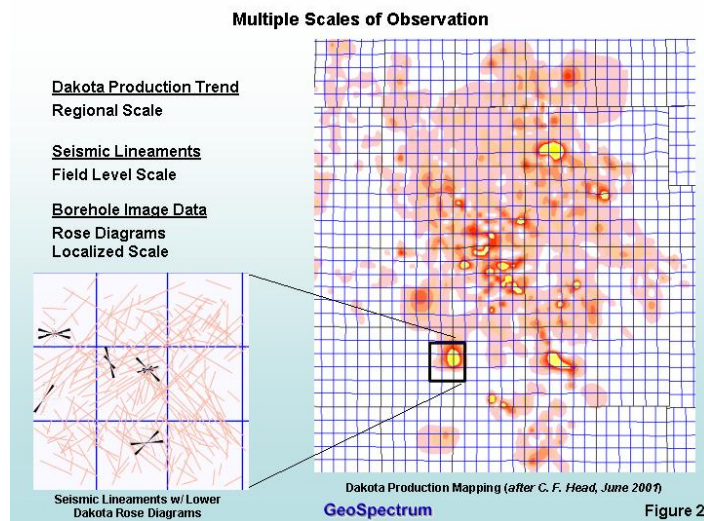 Multiple Scales of Observation
Dakota Production Trend
Regional Scale
Seismic Lineaments
Field Level Scale
Borehole Image Data
Rose Diagrams
Localized Scale
Seismic Lineaments w/ Lower
Dakota Rose Diagrams
Dakota Production Mapping (after C. F. Head, June 2001)
GeoSpectrum
Figure 2